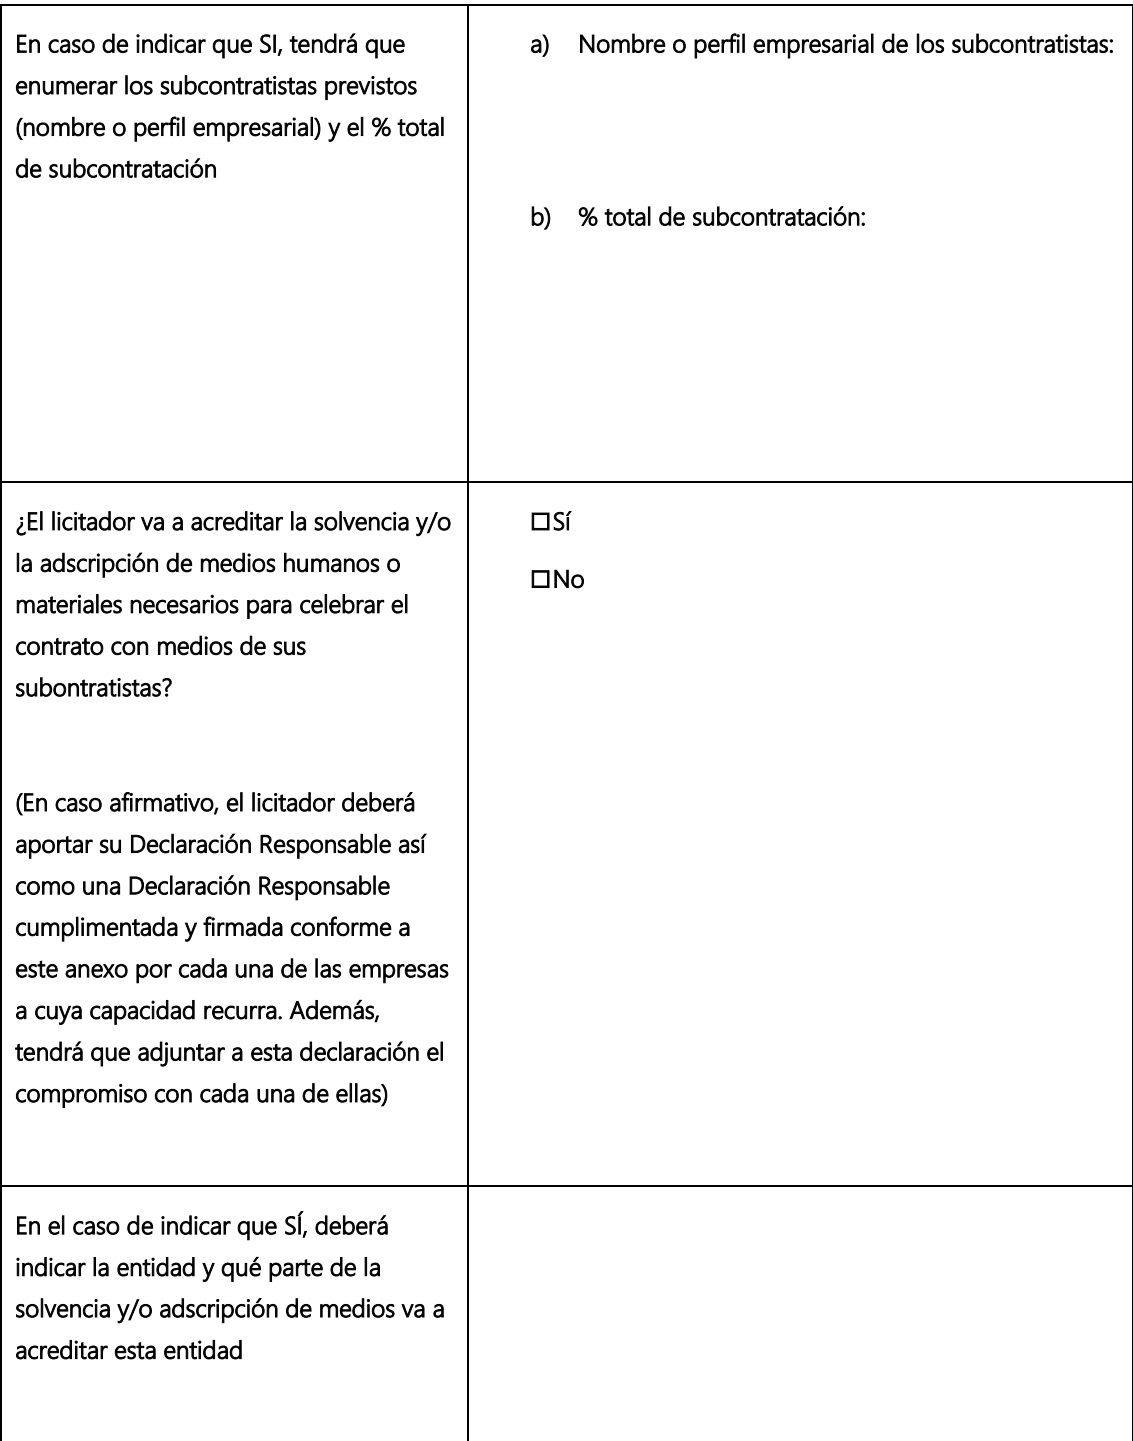 En caso de indicar que SI, tendrá que
enumerar los subcontratistas previstos
(nombre o perfil empresarial) y el % total
de subcontratación
a) Nombre o perfil empresarial de los subcontratistas:
b) % total de subcontratación:
¿El licitador va a acreditar la solvencia y/o
la adscripción de medios humanos o
materiales necesarios para celebrar el
contrato con medios de sus
subontratistas?
(En caso afirmativo, el licitador deberá
aportar su Declaración Responsable así
como una Declaración Responsable
cumplimentada y firmada conforme a
este anexo por cada una de las empresas
a cuya capacidad recurra. Además,
tendrá que adjuntar a esta declaración el
compromiso con cada una de ellas)
☐Sí
☐No
En el caso de indicar que SÍ, deberá
indicar la entidad y qué parte de la
solvencia y/o adscripción de medios va a
acreditar esta entidad